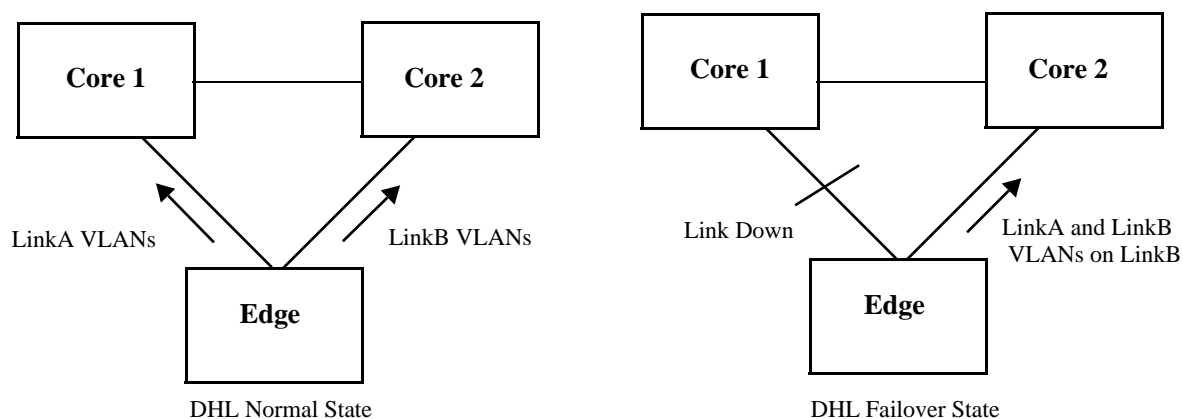 Core 1
Core 2
LinkA VLANs
LinkB VLANs
Edge
DHL Normal State
Core 1
Core 2
Link Down
LinkA and LinkB
VLANs on LinkB
Edge
DHL Failover State